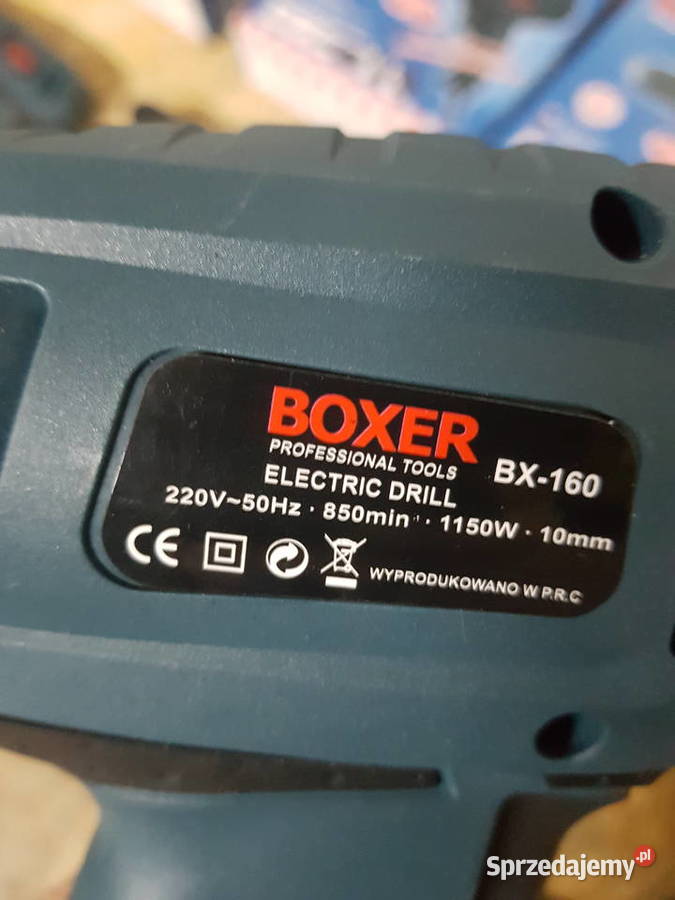 BOXER
PROFESSIONAL TOOLS
BX-160
ELECTRIC DRILL
220V~50Hz · 850min⁻ · 1150W · 10mm
CE
WYPRODUKOWANO W P.R.C
Sprzedajemy.pl